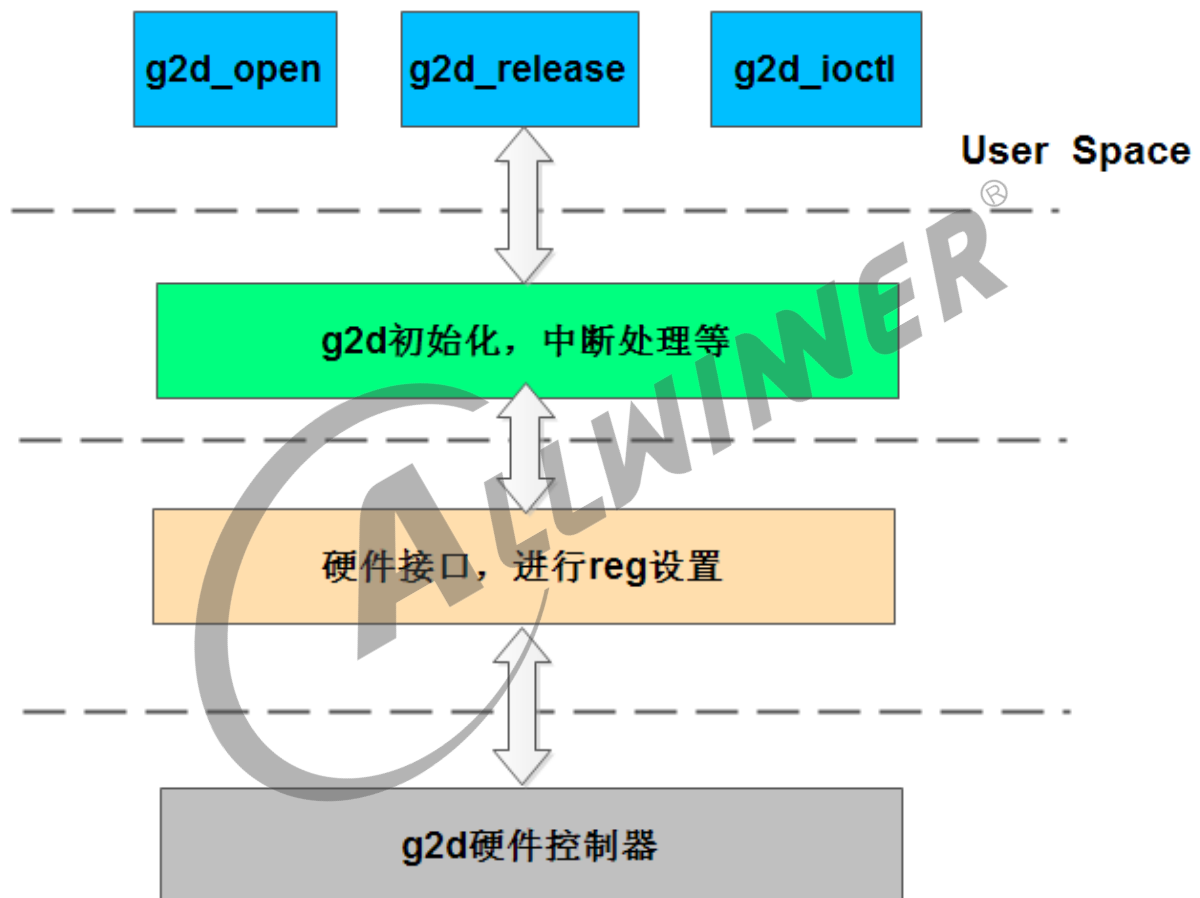 g2d_open g2d_release g2d_ioctl
User Space
®
ALLWINNER
g2d初始化，中断处理等
硬件接口，进行reg设置
g2d硬件控制器